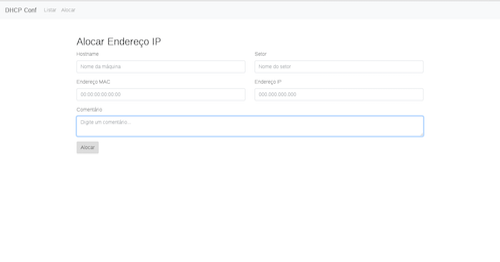 DHCP Conf Listar Alocar
Alocar Endereço IP
Hostname Setor
Nome da máquina Nome do setor
Endereço MAC Endereço IP
00:00:00:00:00:00 000.000.000.000
Comentário
Digite um comentário...
Alocar